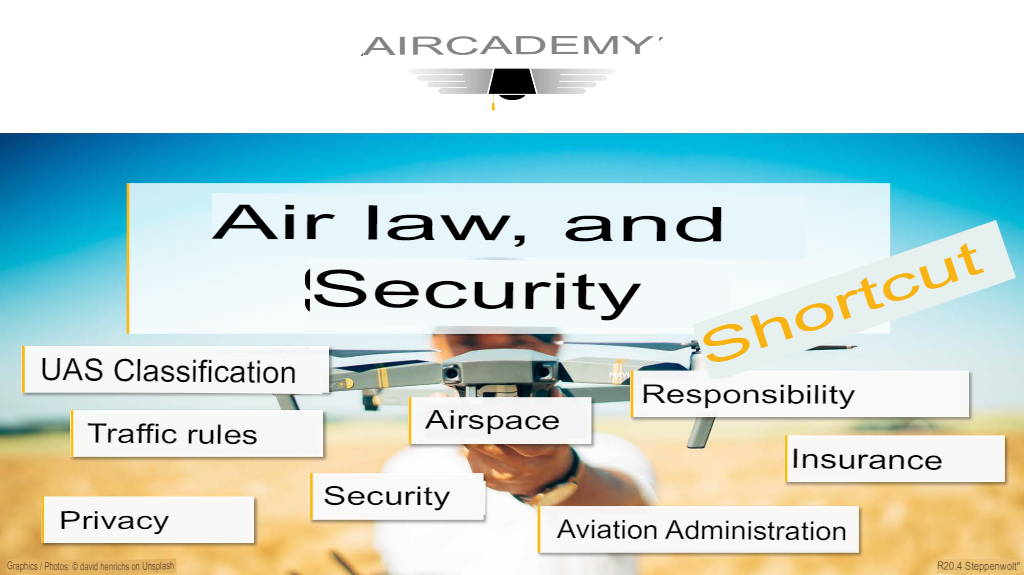 AIRCADEMY
Air law, and
Security
Shortcut
UAS Classification
Responsibility
Traffic rules
Airspace
Insurance
Security
Privacy
Aviation Administration
Graphics / Photos: © david henrichs on Unsplash
R20.4 Steppenwolt"